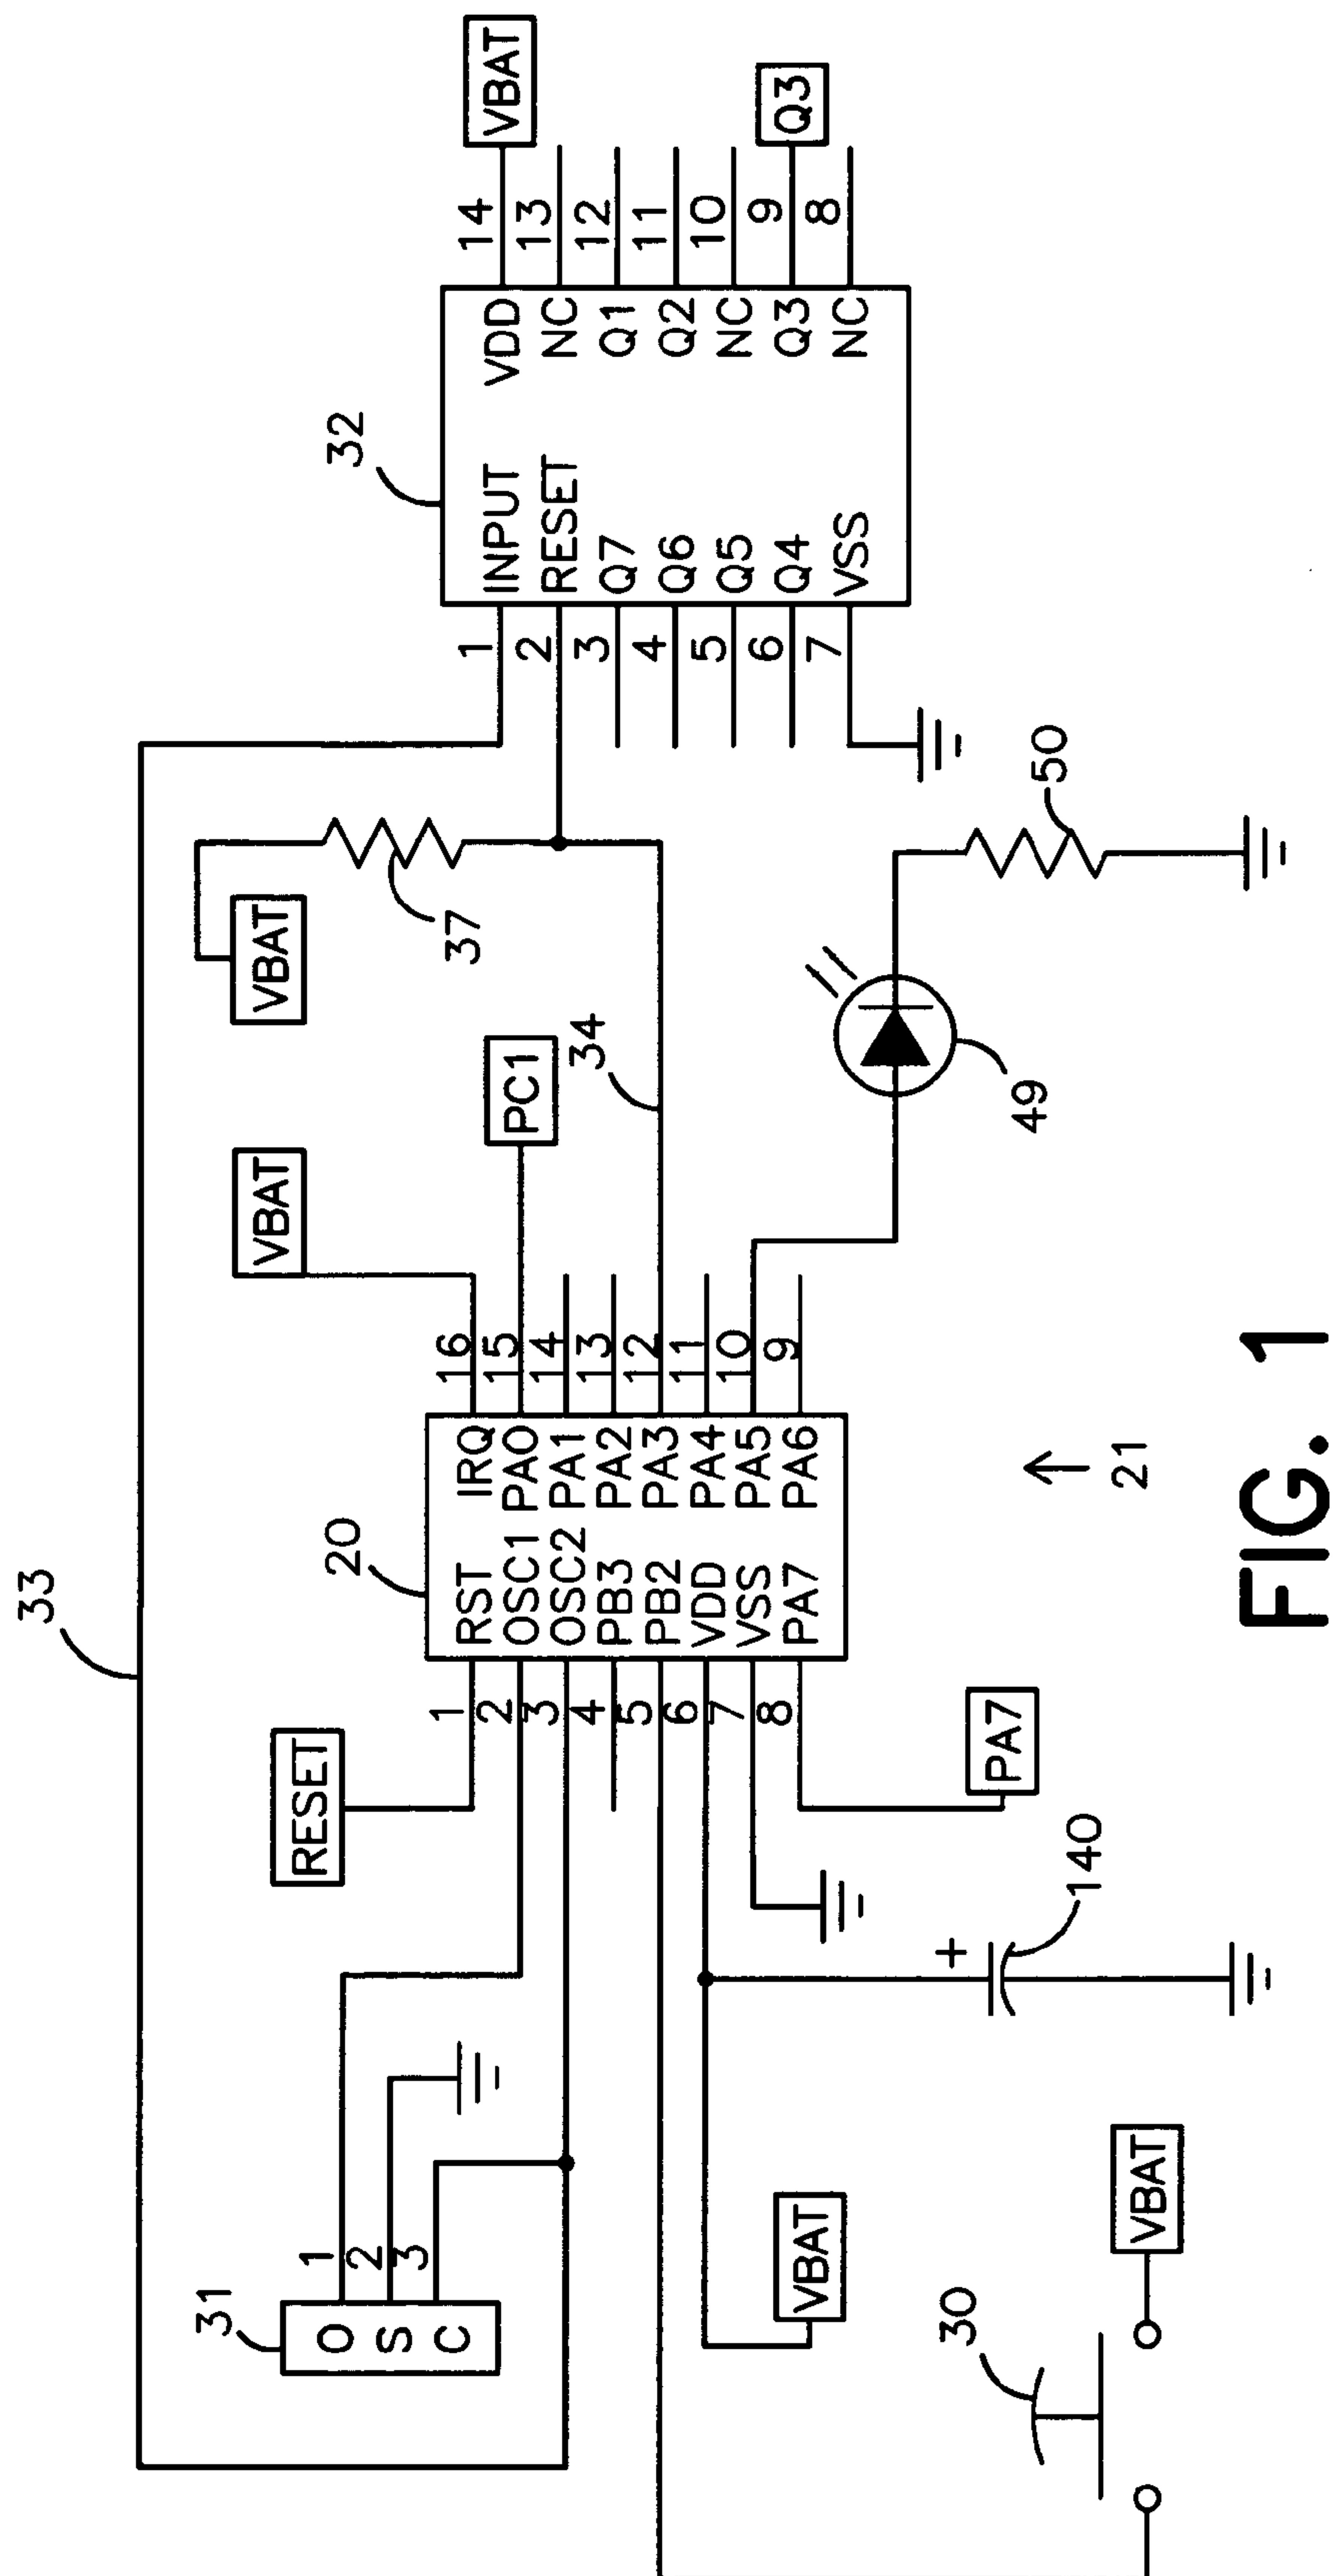 33
31
O
S
C
1
2
3
RESET
20
RST
OSC1
OSC2
PB3
PB2
VDD
VSS
PA7
IRQ
PA0
PA1
PA2
PA3
PA4
PA5
PA6
1
2
3
4
5
6
7
8
16
15
14
13
12
11
10
9
VBAT
PC1
34
VBAT
37
32
INPUT
RESET
Q7
Q6
Q5
Q4
VSS
VDD
NC
Q1
Q2
NC
Q3
NC
1
2
3
4
5
6
7
14
13
12
11
10
9
8
VBAT
Q3
VBAT
30
VBAT
+
140
PA7
21
49
50
FIG. 1